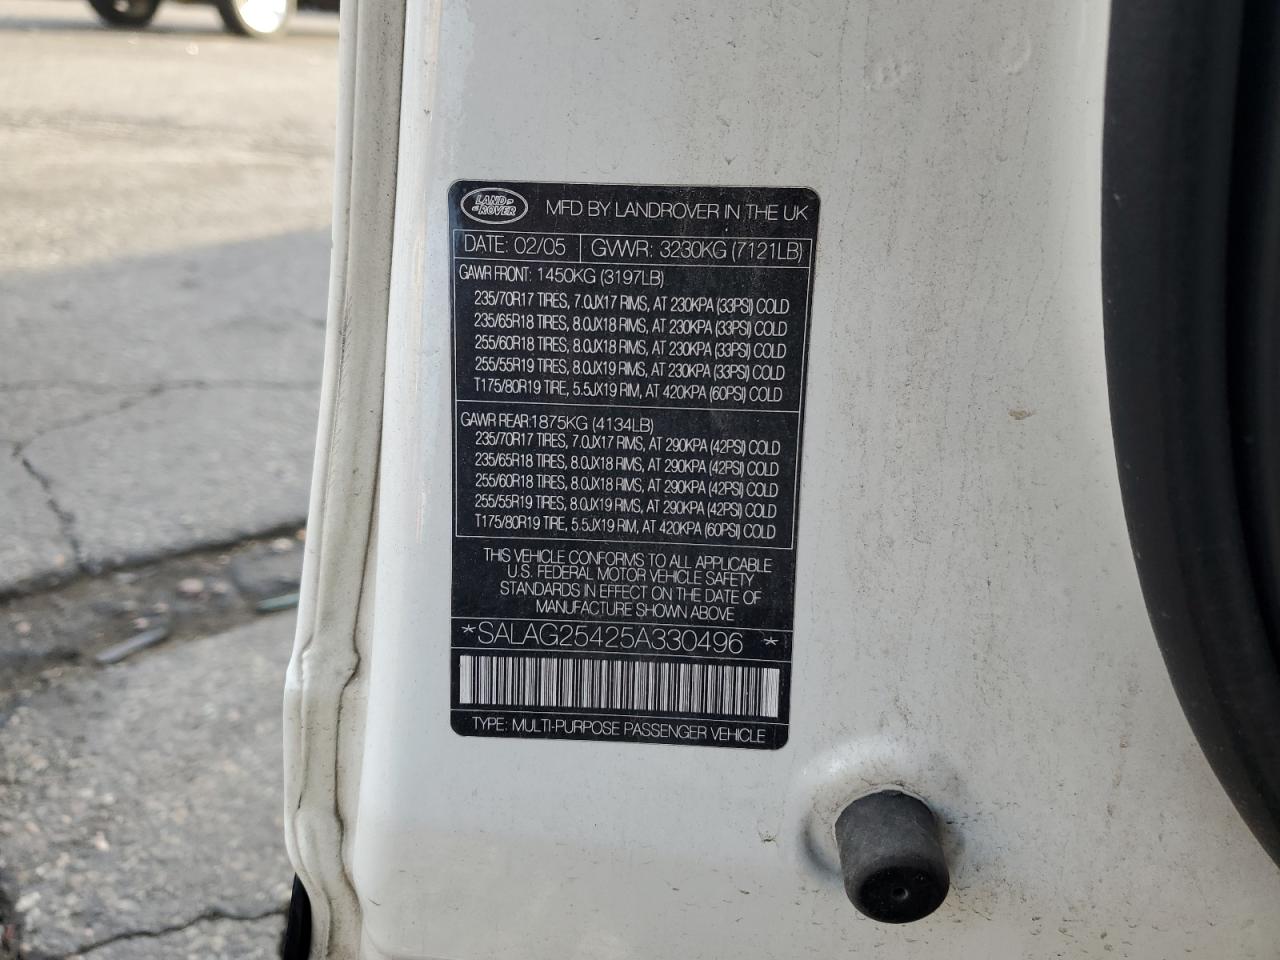 LAND ROVER
MFD BY LANDROVER IN THE UK
DATE: 02/05 GVWR: 3230KG (7121LB)
GAWR FRONT: 1450KG (3197LB)
235/70R17 TIRES, 7.0JX17 RIMS, AT 230KPA (33PSI) COLD
235/65R18 TIRES, 8.0JX18 RIMS, AT 230KPA (33PSI) COLD
255/60R18 TIRES, 8.0JX18 RIMS, AT 230KPA (33PSI) COLD
255/55R19 TIRES, 8.0JX19 RIMS, AT 230KPA (33PSI) COLD
T175/80R19 TIRE, 5.5JX19 RIM, AT 420KPA (60PSI) COLD
GAWR REAR:1875KG (4134LB)
235/70R17 TIRES, 7.0JX17 RIMS, AT 290KPA (42PSI) COLD
235/65R18 TIRES, 8.0JX18 RIMS, AT 290KPA (42PSI) COLD
255/60R18 TIRES, 8.0JX18 RIMS, AT 290KPA (42PSI) COLD
255/55R19 TIRES, 8.0JX19 RIMS, AT 290KPA (42PSI) COLD
T175/80R19 TIRE, 5.5JX19 RIM, AT 420KPA (60PSI) COLD
THIS VEHICLE CONFORMS TO ALL APPLICABLE
U.S. FEDERAL MOTOR VEHICLE SAFETY
STANDARDS IN EFFECT ON THE DATE OF
MANUFACTURE SHOWN ABOVE
*SALAG25425A330496 *
TYPE: MULTI-PURPOSE PASSENGER VEHICLE